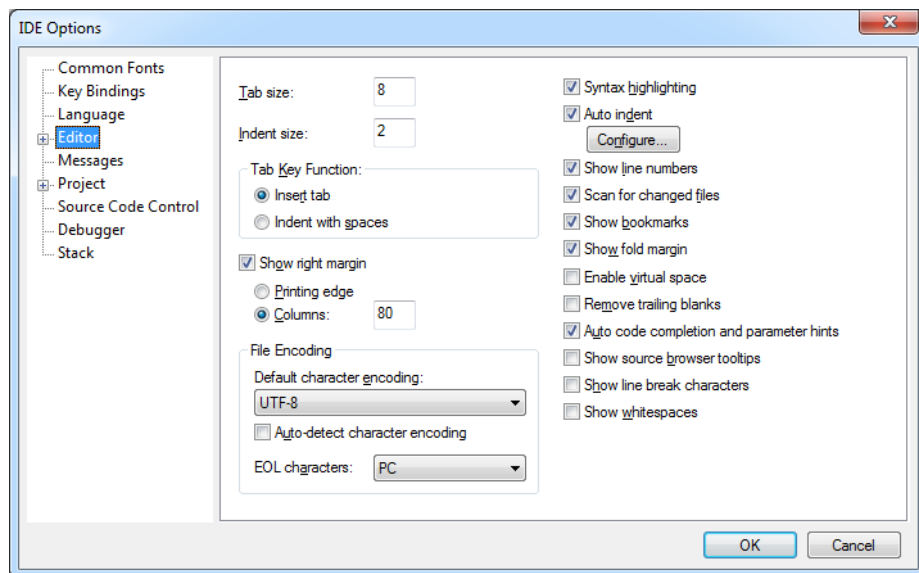 IDE Options
Common Fonts
Key Bindings
Language
Editor
Messages
Project
Source Code Control
Debugger
Stack
Tab size: 8
Indent size: 2
Tab Key Function:
Insert tab
Indent with spaces
Show right margin
Printing edge
Columns: 80
File Encoding
Default character encoding:
UTF-8
Auto-detect character encoding
EOL characters: PC
Syntax highlighting
Auto indent
Configure...
Show line numbers
Scan for changed files
Show bookmarks
Show fold margin
Enable virtual space
Remove trailing blanks
Auto code completion and parameter hints
Show source browser tooltips
Show line break characters
Show whitespaces
OK Cancel